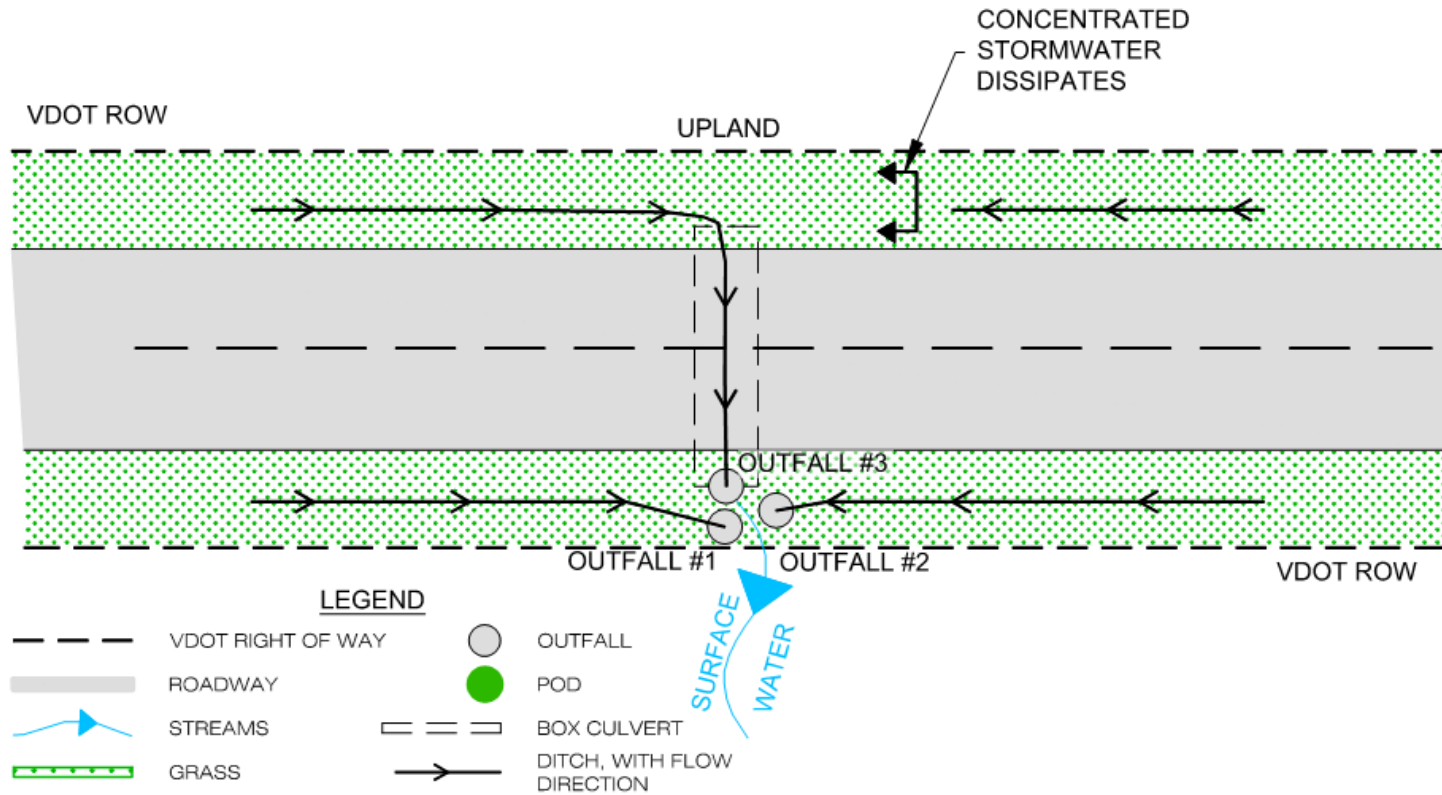 CONCENTRATED
STORMWATER
DISSIPATES
VDOT ROW
UPLAND
OUTFALL #3
OUTFALL #1
OUTFALL #2
VDOT ROW
SURFACE
WATER
LEGEND
VDOT RIGHT OF WAY
OUTFALL
ROADWAY
POD
STREAMS
BOX CULVERT
GRASS
DITCH, WITH FLOW
DIRECTION